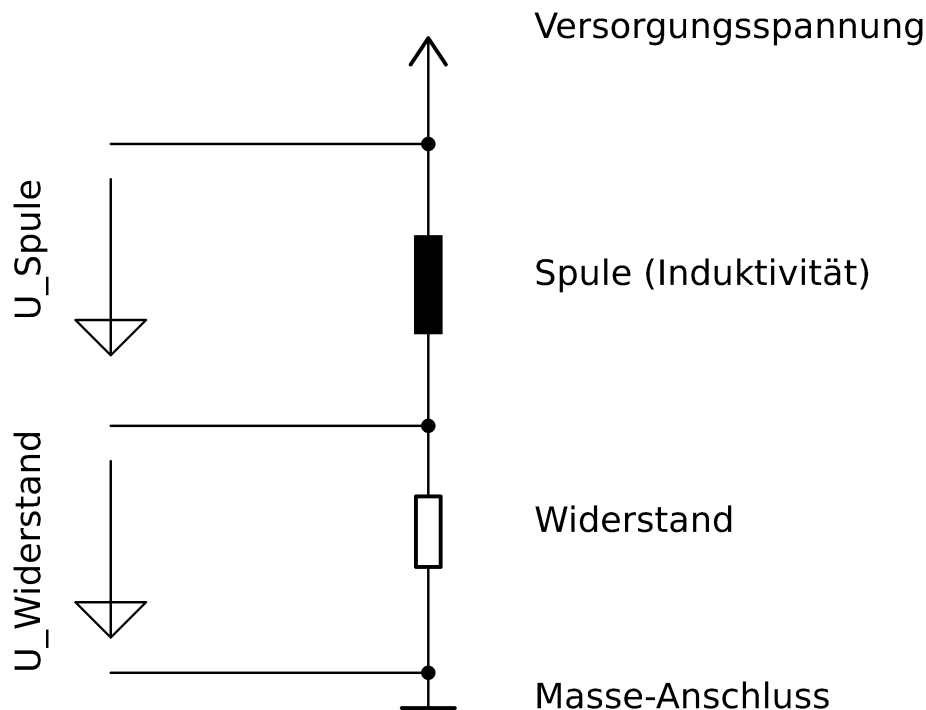 Versorgungsspannung
U_Spule
Spule (Induktivität)
U_Widerstand
Widerstand
Masse-Anschluss